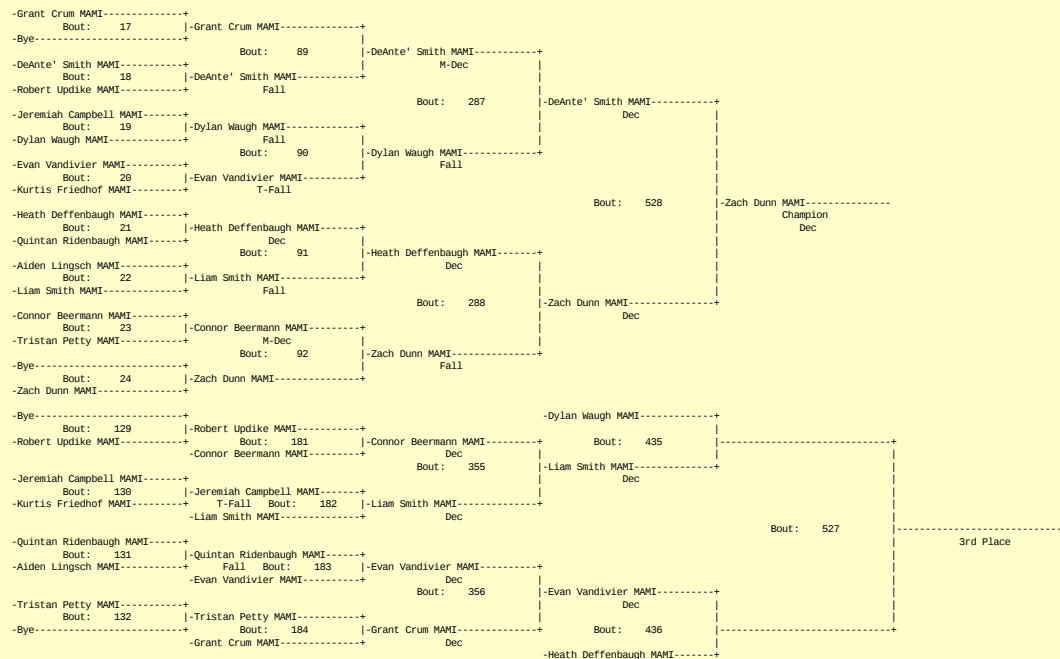 -Grant Crum MAMI--------------+
Bout: 17 |-Grant Crum MAMI-------------+
-Bye--------------------------+ |
Bout: 89 |-DeAnte' Smith MAMI-----------+
-DeAnte' Smith MAMI-----------+ | M-Dec |
Bout: 18 |-DeAnte' Smith MAMI-----------+ |
-Robert Updike MAMI-----------+ Fall |
Bout: 287 |-DeAnte' Smith MAMI-----------+
-Jeremiah Campbell MAMI-------+ | Dec |
Bout: 19 |-Dylan Waugh MAMI-------------+ | |
-Dylan Waugh MAMI-------------+ Fall | | |
Bout: 90 |-Dylan Waugh MAMI-------------+ |
-Evan Vandivier MAMI----------+ | Fall |
Bout: 20 |-Evan Vandivier MAMI----------+ |
-Kurtis Friedhof MAMI---------+ T-Fall |
Bout: 528 |-Zach Dunn MAMI---------------
-Heath Deffenbaugh MAMI-------+ | Champion
Bout: 21 |-Heath Deffenbaugh MAMI-------+ | Dec
-Quintan Ridenbaugh MAMI------+ Dec | |
Bout: 91 |-Heath Deffenbaugh MAMI-------+ |
-Aiden Lingsch MAMI-----------+ | Dec | |
Bout: 22 |-Liam Smith MAMI--------------+ | |
-Liam Smith MAMI--------------+ Fall | |
Bout: 288 |-Zach Dunn MAMI---------------+
-Connor Beermann MAMI---------+ | Dec
Bout: 23 |-Connor Beermann MAMI---------+ |
-Tristan Petty MAMI-----------+ M-Dec | |
Bout: 92 |-Zach Dunn MAMI---------------+
-Bye--------------------------+ | Fall
Bout: 24 |-Zach Dunn MAMI---------------+
-Zach Dunn MAMI---------------+
-Bye--------------------------+ -Dylan Waugh MAMI-------------+
Bout: 129 |-Robert Updike MAMI-----------+ |
-Robert Updike MAMI-----------+ Bout: 181 |-Connor Beermann MAMI---------+ Bout: 435 |-----------------------------+
-Connor Beermann MAMI---------+ Dec | | |
Bout: 355 |-Liam Smith MAMI--------------+ |
-Jeremiah Campbell MAMI-------+ | Dec |
Bout: 130 |-Jeremiah Campbell MAMI-------+ | |
-Kurtis Friedhof MAMI---------+ T-Fall Bout: 182 |-Liam Smith MAMI--------------+ |
-Liam Smith MAMI--------------+ Dec |
Bout: 527 |-----------------------------
-Quintan Ridenbaugh MAMI------+ | 3rd Place
Bout: 131 |-Quintan Ridenbaugh MAMI------+ |
-Aiden Lingsch MAMI-----------+ Fall Bout: 183 |-Evan Vandivier MAMI----------+ |
-Evan Vandivier MAMI----------+ Dec | |
Bout: 356 |-Evan Vandivier MAMI----------+ |
-Tristan Petty MAMI-----------+ | Dec | |
Bout: 132 |-Tristan Petty MAMI-----------+ | | |
-Bye--------------------------+ Bout: 184 |-Grant Crum MAMI--------------+ Bout: 436 |-----------------------------+
-Grant Crum MAMI--------------+ Dec |
-Heath Deffenbaugh MAMI-------+